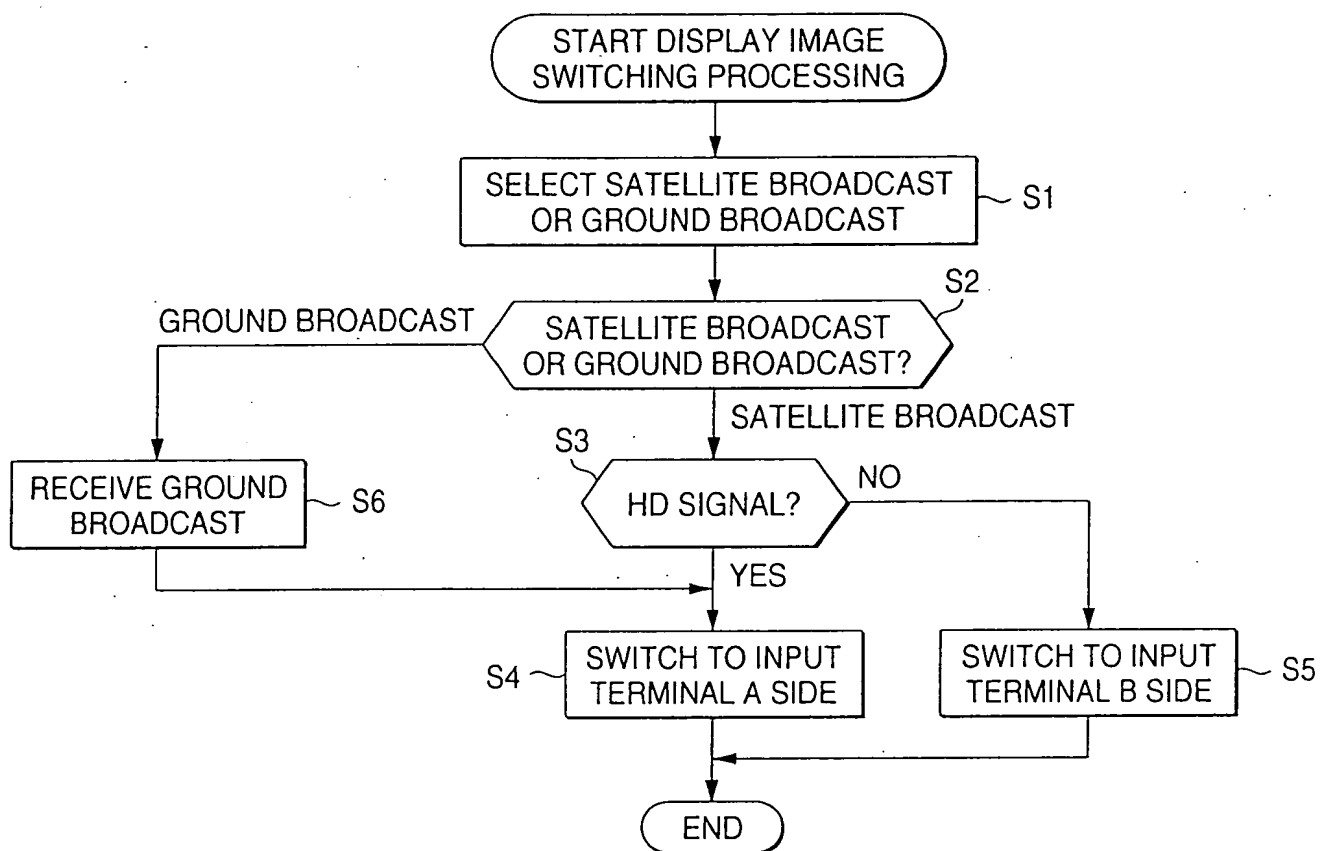 START DISPLAY IMAGE
SWITCHING PROCESSING
SELECT SATELLITE BROADCAST
OR GROUND BROADCAST
S1
S2
GROUND BROADCAST
SATELLITE BROADCAST
OR GROUND BROADCAST?
SATELLITE BROADCAST
S3
HD SIGNAL?
NO
RECEIVE GROUND
BROADCAST
S6
YES
S4
SWITCH TO INPUT
TERMINAL A SIDE
SWITCH TO INPUT
TERMINAL B SIDE
S5
END